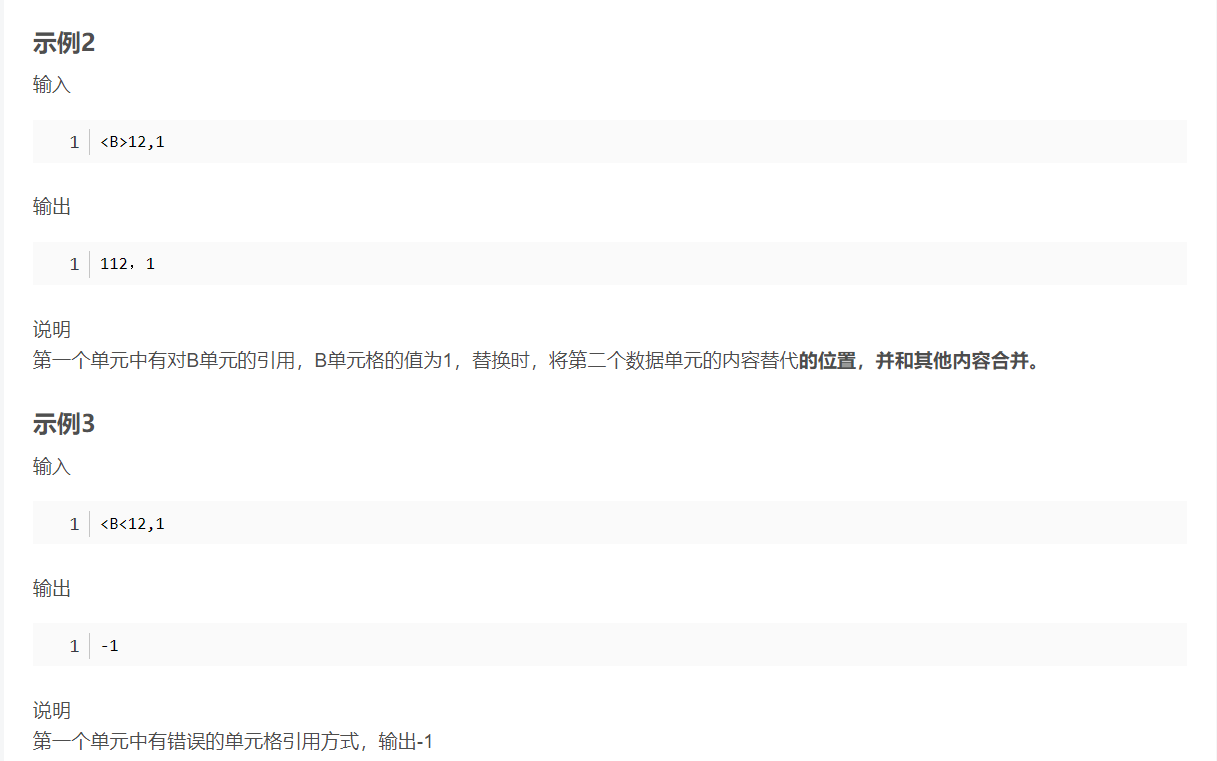 示例2
输入
1 <B>12,1
输出
1 112，1
说明
第一个单元中有对B单元的引用，B单元格的值为1，替换时，将第二个数据单元的内容替代的位置，并和其他内容合并。
示例3
输入
1 <B<12,1
输出
1 -1
说明
第一个单元中有错误的单元格引用方式，输出-1